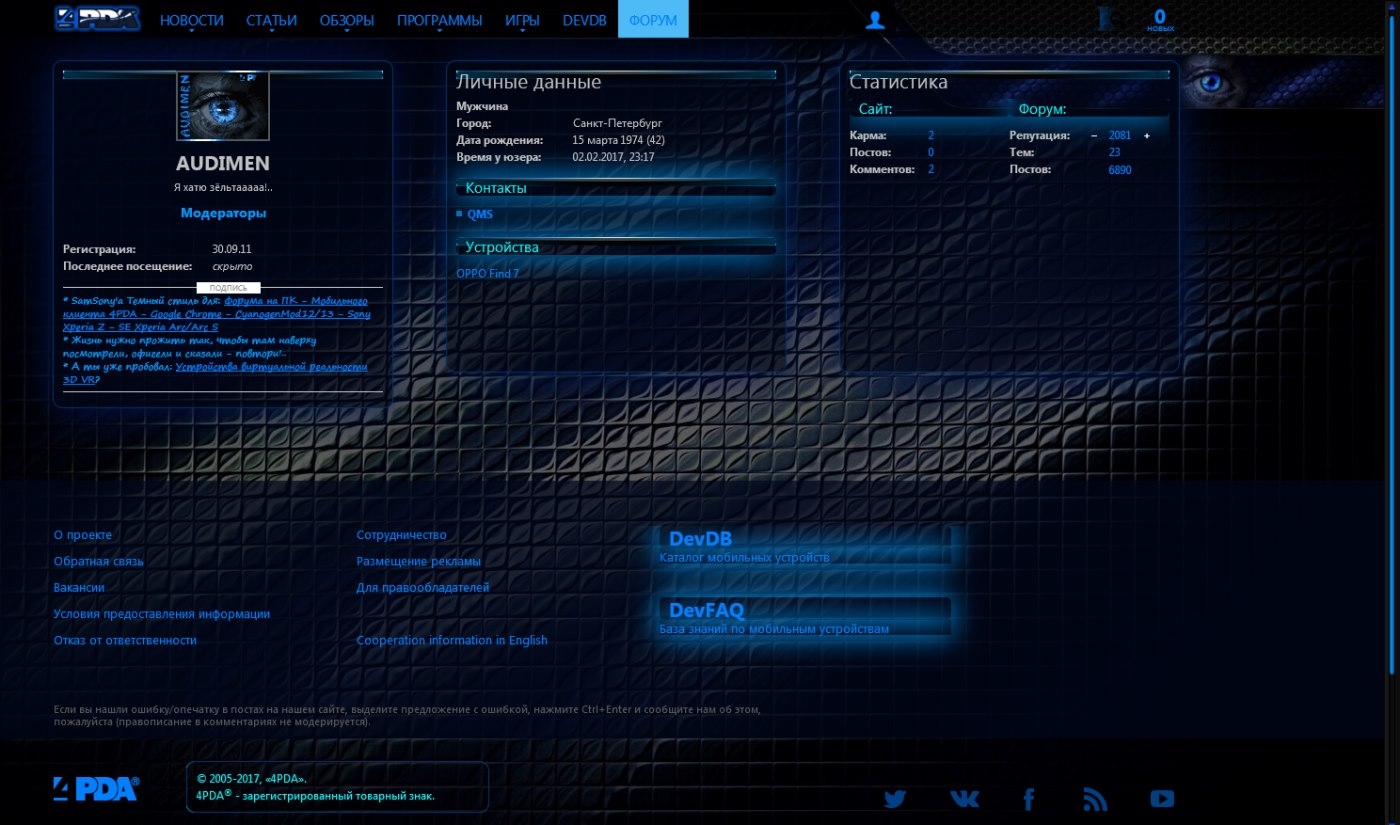 4PDA
НОВОСТИ СТАТЬИ ОБЗОРЫ ПРОГРАММЫ ИГРЫ DEVDB ФОРУМ
0
НОВЫХ
AUDIMEN
AUDIMEN
Я хатю зёльтааааа!..
Модераторы
Регистрация: 30.09.11
Последнее посещение: скрыто
ПОДПИСЬ
* SamSony'а Темный стиль для: Форума на ПК - Мобильного
клиента 4PDA - Google Chrome - CyanogenMod12/13 - Sony
Xperia Z - SE Xperia Arc/Arc S
* Жизнь нужно прожить так, чтобы там наверху
посмотрели, офигели и сказали - повтори!..
* А ты уже пробовал: Устройства виртуальной реальности
3D VR?
Личные данные
Мужчина
Город: Санкт-Петербург
Дата рождения: 15 марта 1974 (42)
Время у юзера: 02.02.2017, 23:17
Контакты
QMS
Устройства
OPPO Find 7
Статистика
Сайт: Форум:
Карма: 2 Репутация: − 2081 +
Постов: 0 Тем: 23
Комментов: 2 Постов: 6890
О проекте
Обратная связь
Вакансии
Условия предоставления информации
Отказ от ответственности
Сотрудничество
Размещение рекламы
Для правообладателей
Cooperation information in English
DevDB
Каталог мобильных устройств
DevFAQ
База знаний по мобильным устройствам
Если вы нашли ошибку/опечатку в постах на нашем сайте, выделите предложение с ошибкой, нажмите Ctrl+Enter и сообщите нам об этом,
пожалуйста (правописание в комментариях не модерируется).
4PDA®
© 2005-2017, «4PDA».
4PDA® - зарегистрированный товарный знак.